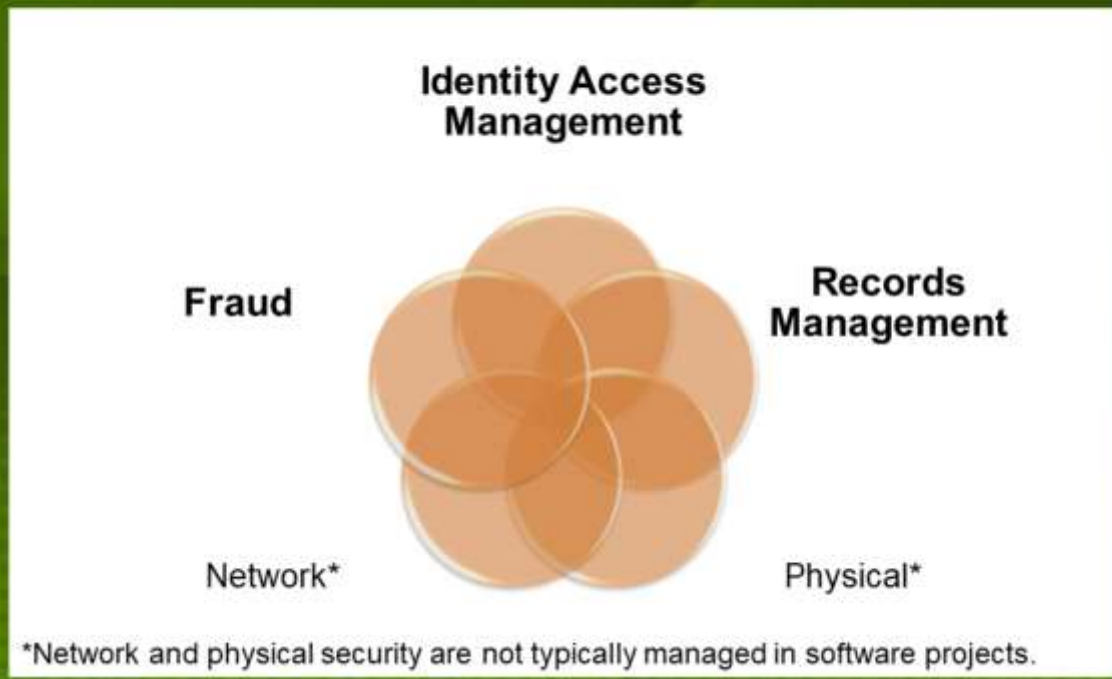 Identity Access
Management
Fraud
Records
Management
Network*
Physical*
*Network and physical security are not typically managed in software projects.